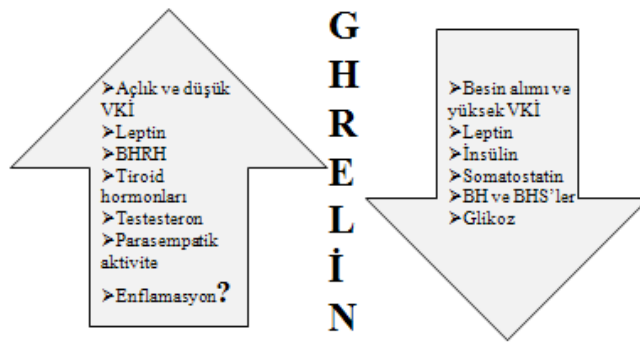 ➤Açlık ve düşük
VKİ
➤Leptin
➤BHRH
➤Tiroid
hormonları
➤Testesteron
➤Parasempatik
aktivite
➤Enflamasyon?
G
H
R
E
L
İ
N
➤Besin alımı ve
yüksek VKİ
➤Leptin
➤İnsülin
➤Somatostatin
➤BH ve BHS’ler
➤Glikoz